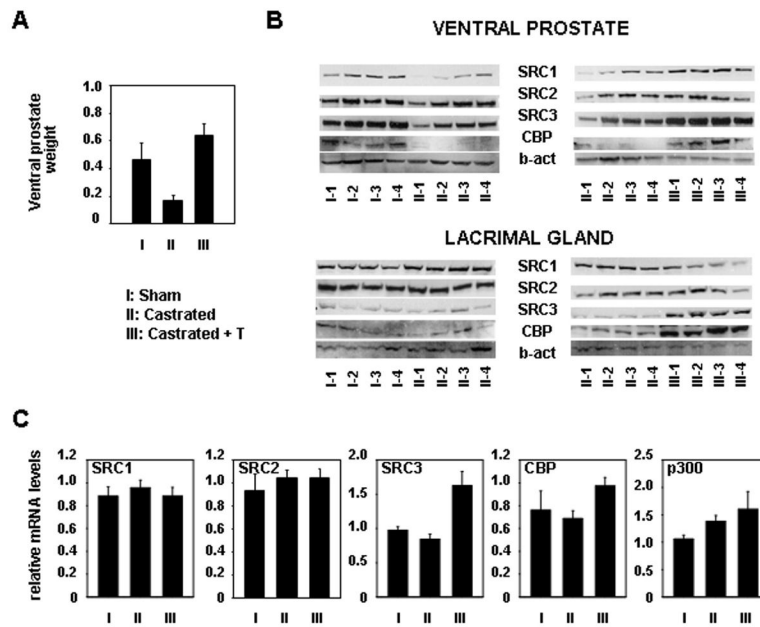 A
Ventral prostate
weight
1.0
0.8
0.6
0.4
0.2
0
I II III
I: Sham
II: Castrated
III: Castrated + T
B
VENTRAL PROSTATE
SRC1
SRC2
SRC3
CBP
b-act
I-1 I-2 I-3 I-4 II-1 II-2 II-3 II-4
II-1 II-2 II-3 II-4 III-1 III-2 III-3 III-4
LACRIMAL GLAND
SRC1
SRC2
SRC3
CBP
b-act
I-1 I-2 I-3 I-4 II-1 II-2 II-3 II-4
II-1 II-2 II-3 II-4 III-1 III-2 III-3 III-4
C
relative mRNA levels
SRC1
1.2
1.0
0.8
0.6
0.4
0.2
0
I II III
SRC2
1.2
1.0
0.8
0.6
0.4
0.2
0
I II III
SRC3
2.0
1.5
1.0
0.5
0
I II III
CBP
1.2
1.0
0.8
0.6
0.4
0.2
0
I II III
p300
2.5
2.0
1.5
1.0
0.5
0
I II III